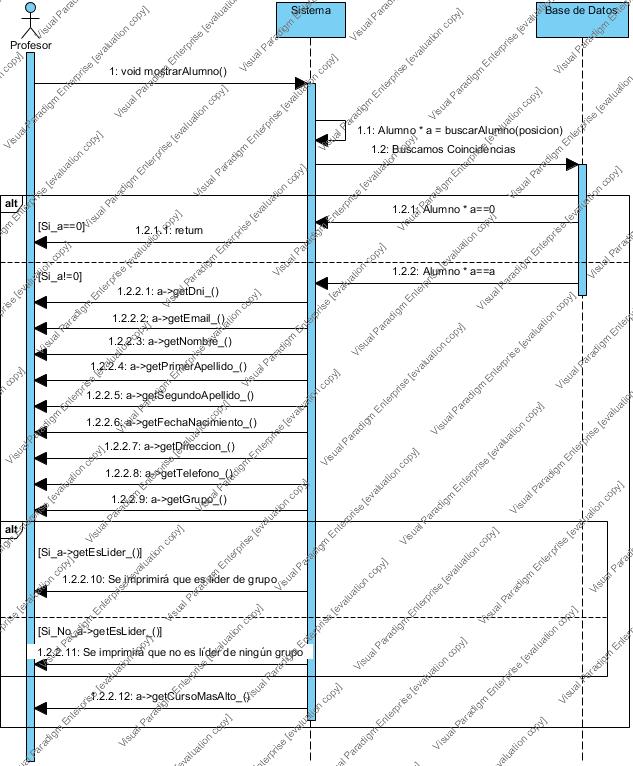 Profesor
Sistema
Base de Datos
1: void mostrarAlumno()
1.1: Alumno * a = buscarAlumno(posicion)
1.2: Buscamos Coincidencias
alt
1.2.1: Alumno * a==0
[Si_a==0]
1.2.1.1: return
[Si_a!=0]
1.2.2: Alumno * a==a
1.2.2.1: a->getDni_()
1.2.2.2: a->getEmail_()
1.2.2.3: a->getNombre_()
1.2.2.4: a->getPrimerApellido_()
1.2.2.5: a->getSegundoApellido_()
1.2.2.6: a->getFechaNacimiento_()
1.2.2.7: a->getDireccion_()
1.2.2.8: a->getTelefono_()
1.2.2.9: a->getGrupo_()
alt
[Si_a->getEsLider_()]
1.2.2.10: Se imprimirá que es líder de grupo
[Si_No_a->getEsLider_()]
1.2.2.11: Se imprimirá que no es líder de ningún grupo
1.2.2.12: a->getCursoMasAlto_()
Visual Paradigm Enterprise [evaluation copy]